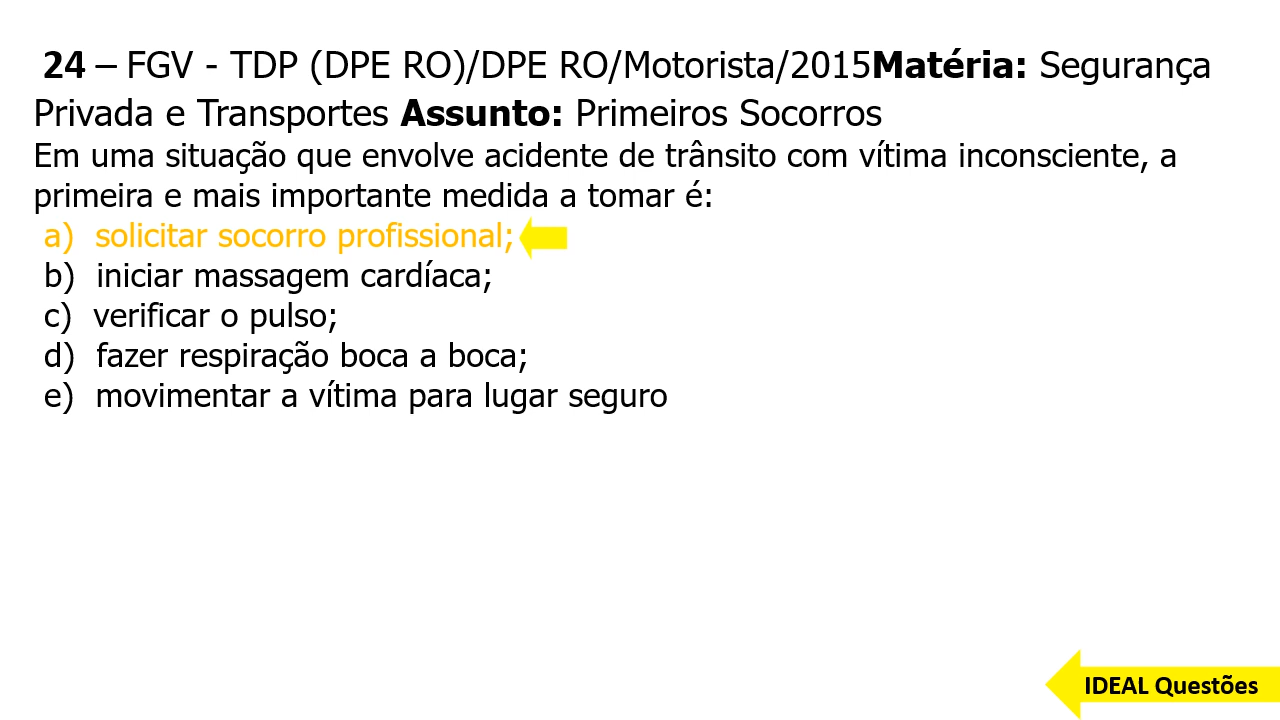 24 – FGV - TDP (DPE RO)/DPE RO/Motorista/2015Matéria: Segurança
Privada e Transportes Assunto: Primeiros Socorros
Em uma situação que envolve acidente de trânsito com vítima inconsciente, a
primeira e mais importante medida a tomar é:
a) solicitar socorro profissional;
b) iniciar massagem cardíaca;
c) verificar o pulso;
d) fazer respiração boca a boca;
e) movimentar a vítima para lugar seguro
IDEAL Questões